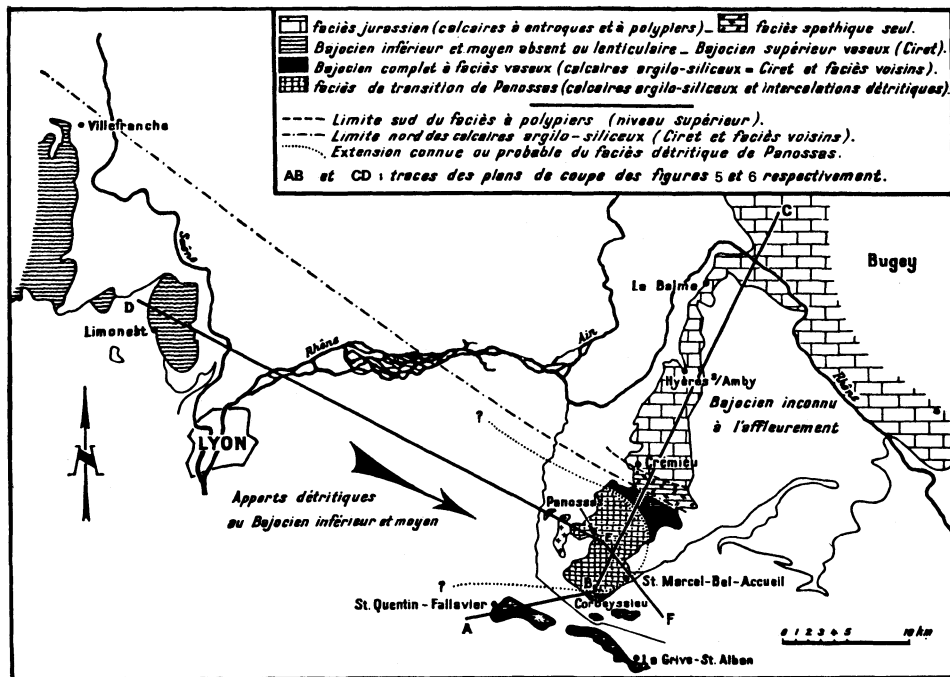 faciès jurassien (calcaires à entroques et à polypiers)_ faciès spathique seul.
Bajocien inférieur et moyen absent ou lenticulaire _ Bajocien supérieur vaseux (Ciret).
Bajocien complet à faciès vaseux (calcaires argilo-siliceux = Ciret et faciès voisins).
faciès de transition de Panossas (calcaires argilo-siliceux et intercalations détritiques).
Limite sud du faciès à polypiers (niveau supérieur).
Limite nord des calcaires argilo-siliceux (Ciret et faciès voisins).
Extension connue ou probable du faciès détritique de Panossas.
AB et CD : traces des plans de coupe des figures 5 et 6 respectivement.
Villefranche
C
Saône
Bugey
La Balme
D
Limonest
Rhône
Ain
Rhône
Hyères s/Amby
Bajocien inconnu
à l'affleurement
?
N
LYON
Crémieu
Apports détritiques
au Bajocien inférieur et moyen
Panossas
E
?
B
St. Marcel-Bel-Accueil
St. Quentin-Fallavier
Corbeyssieu
A
F
0 1 2 3 4 5 10 km
La Grive-St. Alban